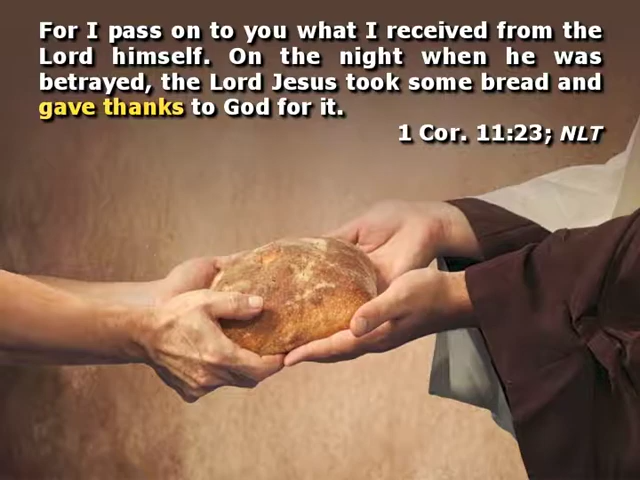 For I pass on to you what I received from the
Lord himself. On the night when he was
betrayed, the Lord Jesus took some bread and
gave thanks to God for it.
1 Cor. 11:23; NLT